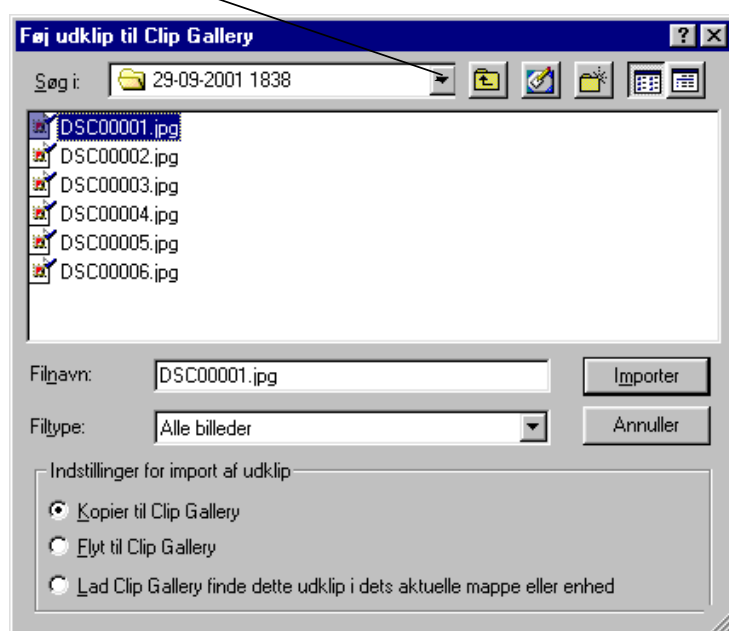 Føj udklip til Clip Gallery
Søg i: 29-09-2001 1838
DSC00001.jpg
DSC00002.jpg
DSC00003.jpg
DSC00004.jpg
DSC00005.jpg
DSC00006.jpg
Filnavn: DSC00001.jpg Importer
Filtype: Alle billeder Annuller
Indstillinger for import af udklip
Kopier til Clip Gallery
Flyt til Clip Gallery
Lad Clip Gallery finde dette udklip i dets aktuelle mappe eller enhed